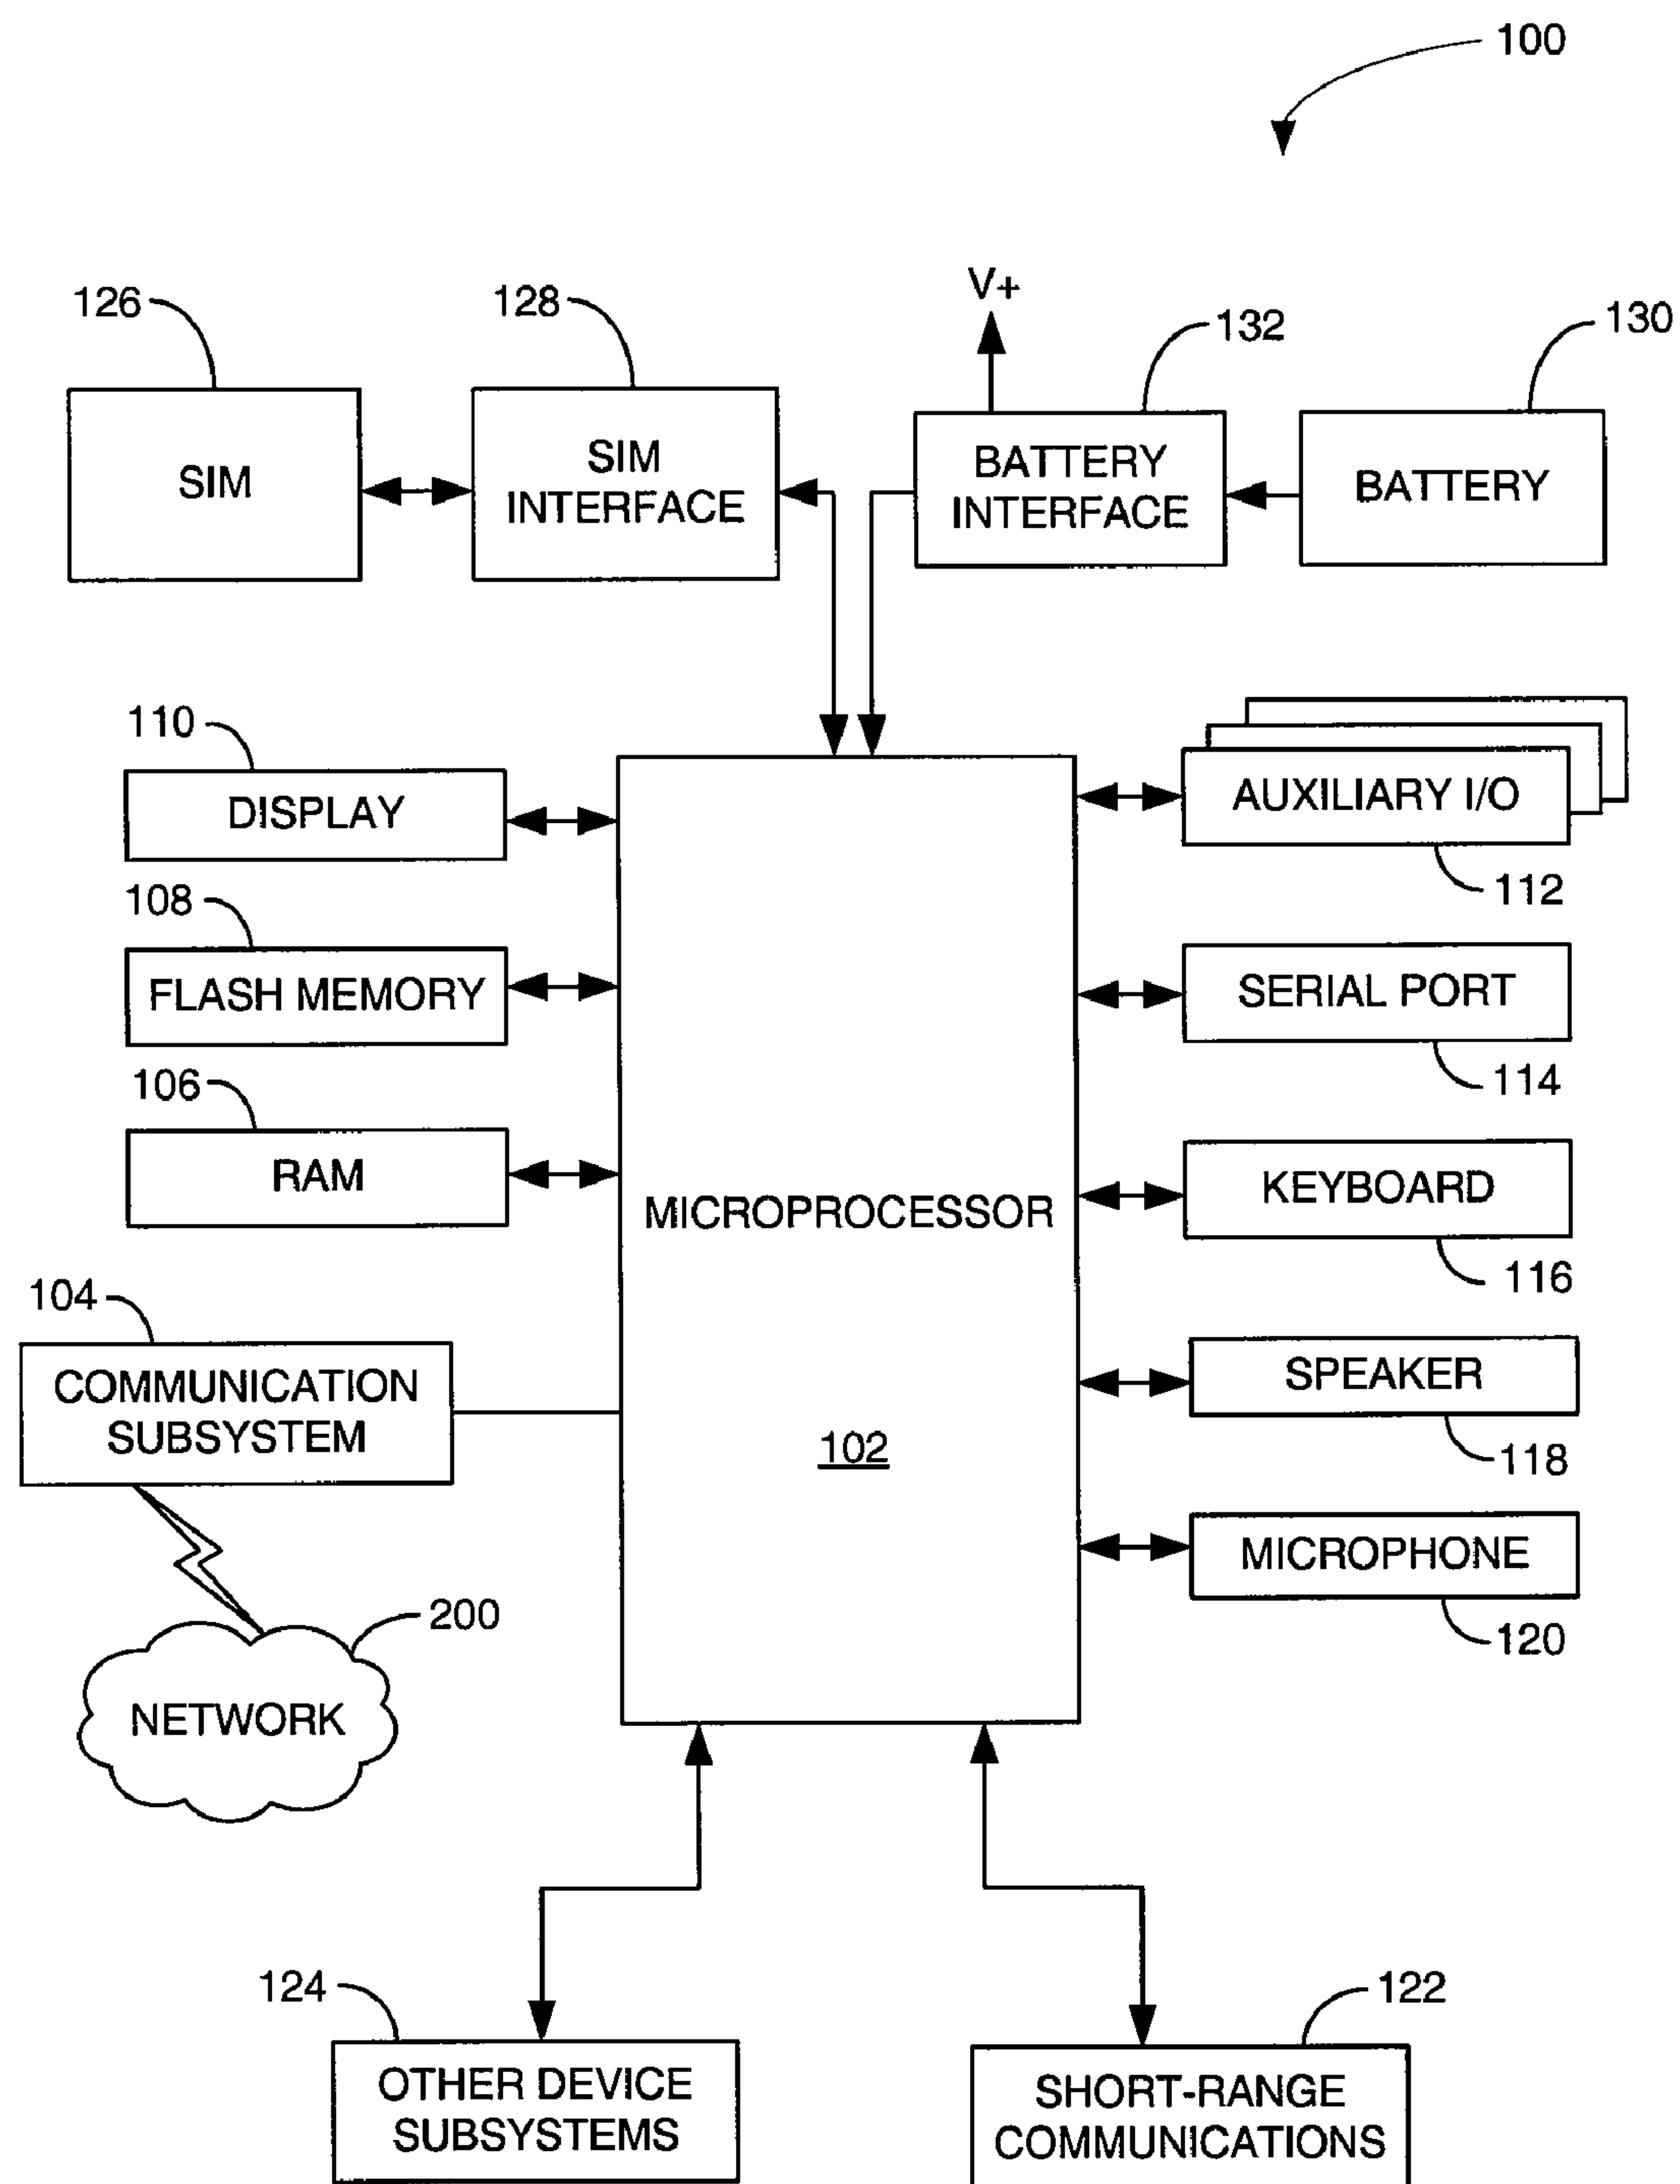 100
V+
126
128
132
130
SIM
SIM
INTERFACE
BATTERY
INTERFACE
BATTERY
110
DISPLAY
AUXILIARY I/O
112
108
FLASH MEMORY
SERIAL PORT
114
106
RAM
MICROPROCESSOR
102
KEYBOARD
116
104
COMMUNICATION
SUBSYSTEM
SPEAKER
118
MICROPHONE
120
200
NETWORK
124
OTHER DEVICE
SUBSYSTEMS
122
SHORT-RANGE
COMMUNICATIONS